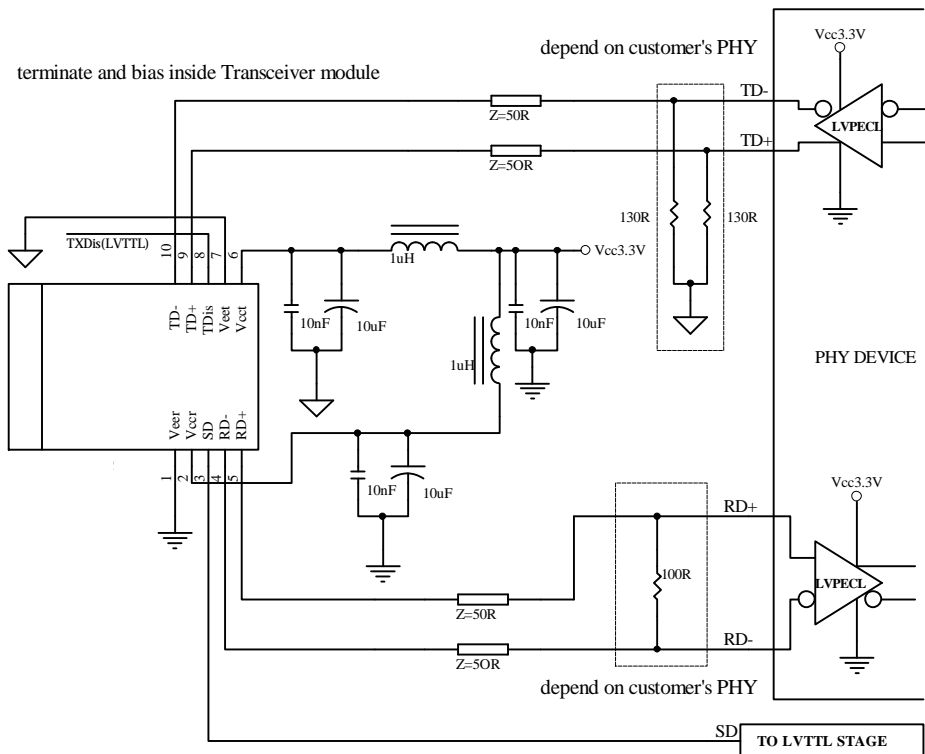 depend on customer's PHY
Vcc3.3V
terminate and bias inside Transceiver module
TD-
Z=50R
LVPECL
TD+
Z=5OR
130R
130R
TXDis(LVTTL)
10
9
8
7
6
1uH
Vcc3.3V
TD-
TD+
TDis
Veet
Vcct
10nF
10uF
10nF
10uF
1uH
PHY DEVICE
Veer
Vccr
SD
RD-
RD+
1
2
3
4
5
10nF
10uF
Vcc3.3V
RD+
100R
LVPECL
Z=50R
RD-
Z=5OR
depend on customer's PHY
SD
TO LVTTL STAGE